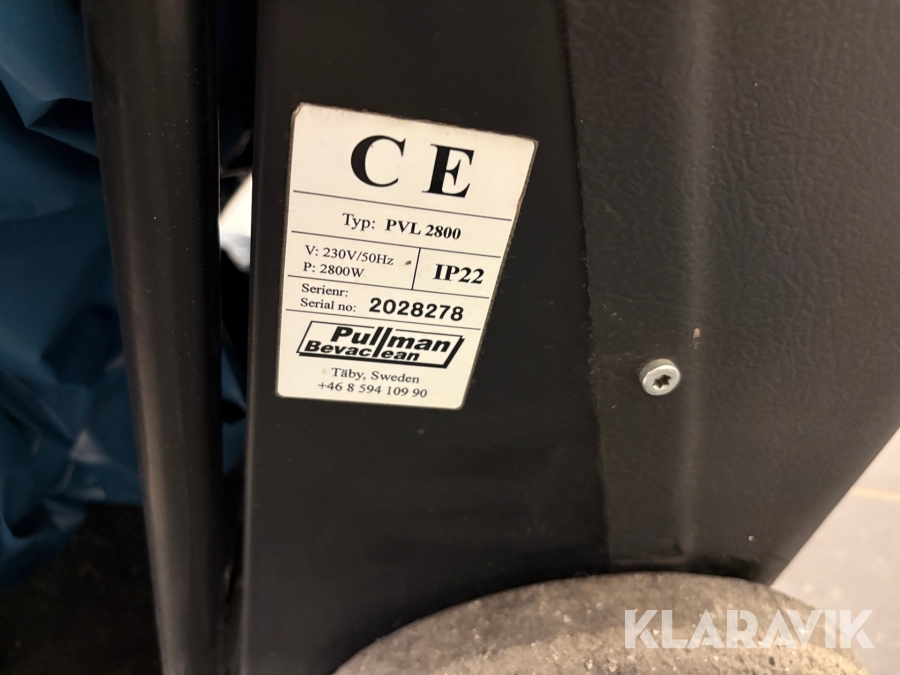 C E
Typ: PVL 2800
V: 230V/50Hz
P: 2800W
IP22
Serienr:
Serial no: 2028278
Pullman
Bevaclean
Täby, Sweden
+46 8 594 109 90
KLARAVIK